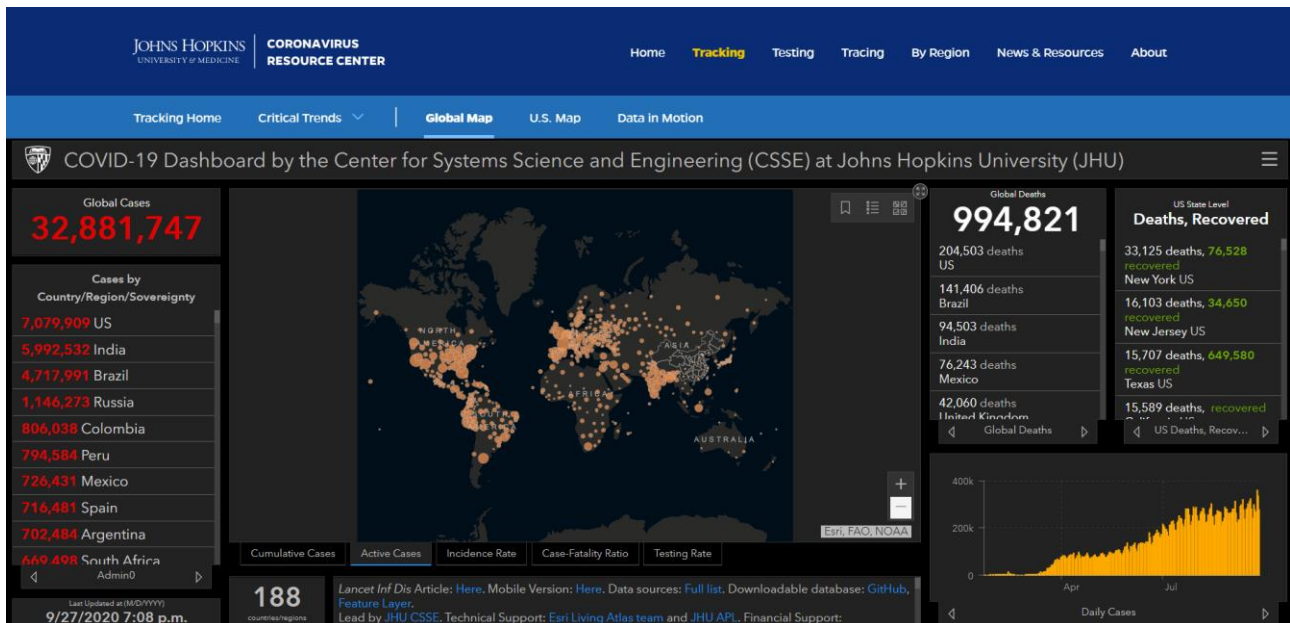 JOHNS HOPKINS
UNIVERSITY & MEDICINE
CORONAVIRUS
RESOURCE CENTER
Home
Tracking
Testing
Tracing
By Region
News & Resources
About
Tracking Home
Critical Trends
Global Map
U.S. Map
Data in Motion
COVID-19 Dashboard by the Center for Systems Science and Engineering (CSSE) at Johns Hopkins University (JHU)
Global Cases
32,881,747
Cases by
Country/Region/Sovereignty
7,079,909 US
5,992,532 India
4,717,991 Brazil
1,146,273 Russia
806,038 Colombia
794,584 Peru
726,431 Mexico
716,481 Spain
702,484 Argentina
669,498 South Africa
Admin0
Last Updated at (M/D/YYYY)
9/27/2020 7:08 p.m.
NORTH
AMERICA
SOUTH
AFRICA
ASIA
AUSTRALIA
Esri, FAO, NOAA
Cumulative Cases
Active Cases
Incidence Rate
Case-Fatality Ratio
Testing Rate
188
countries/regions
Lancet Inf Dis Article: Here. Mobile Version: Here. Data sources: Full list. Downloadable database: GitHub,
Feature Layer.
Lead by JHU CSSE. Technical Support: Esri Living Atlas team and JHU APL. Financial Support:
Global Deaths
994,821
204,503 deaths
US
141,406 deaths
Brazil
94,503 deaths
India
76,243 deaths
Mexico
42,060 deaths
United Kingdom
Global Deaths
US State Level
Deaths, Recovered
33,125 deaths, 76,528
recovered
New York US
16,103 deaths, 34,650
recovered
New Jersey US
15,707 deaths, 649,580
recovered
Texas US
15,589 deaths, recovered
US Deaths, Recov...
400k
200k
0
Apr
Jul
Daily Cases